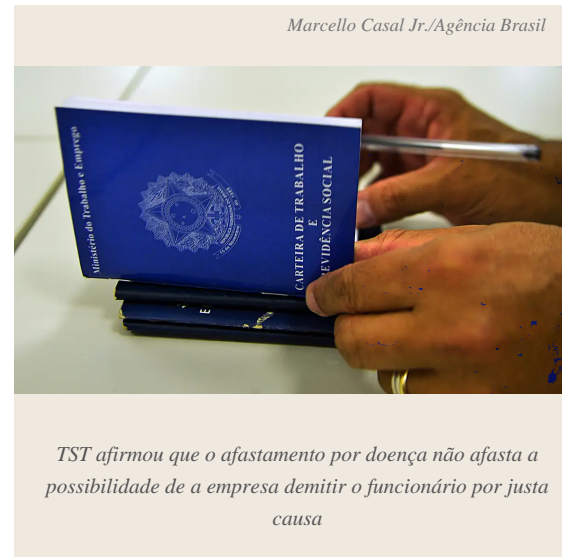 Marcello Casal Jr./Agência Brasil
Ministério do Trabalho e Emprego
CARTEIRA DE TRABALHO
E
PREVIDÊNCIA SOCIAL
E
TST afirmou que o afastamento por doença não afasta a
possibilidade de a empresa demitir o funcionário por justa
causa